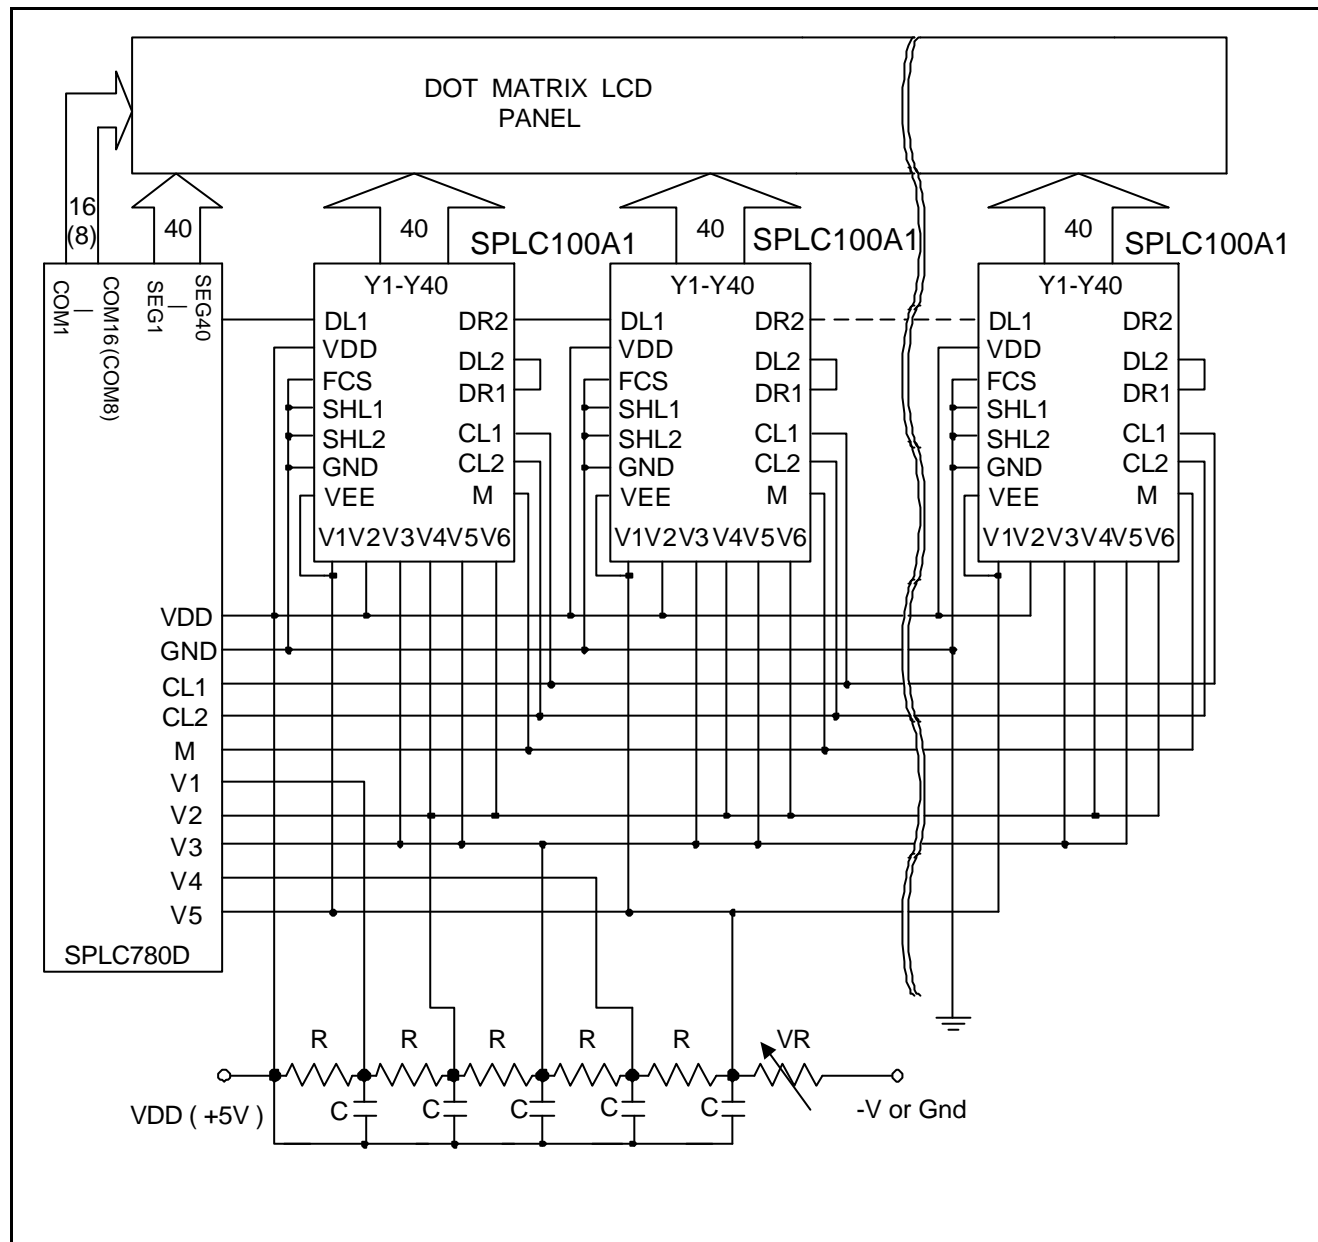 DOT MATRIX LCD
PANEL
16
(8)
40
40
40
40
SPLC100A1
SPLC100A1
SPLC100A1
COM1
|
COM16(COM8)
SEG1
|
SEG40
Y1-Y40
DL1
DR2
VDD
DL2
FCS
DR1
SHL1
SHL2
CL1
GND
CL2
VEE
M
V1V2V3V4V5V6
Y1-Y40
DL1
DR2
VDD
DL2
FCS
DR1
SHL1
SHL2
CL1
GND
CL2
VEE
M
V1V2V3V4V5V6
Y1-Y40
DL1
DR2
VDD
DL2
FCS
DR1
SHL1
SHL2
CL1
GND
CL2
VEE
M
V1V2V3V4V5V6
VDD
GND
CL1
CL2
M
V1
V2
V3
V4
V5
SPLC780D
R
R
R
R
R
VR
VDD ( +5V )
C
C
C
C
C
-V or Gnd